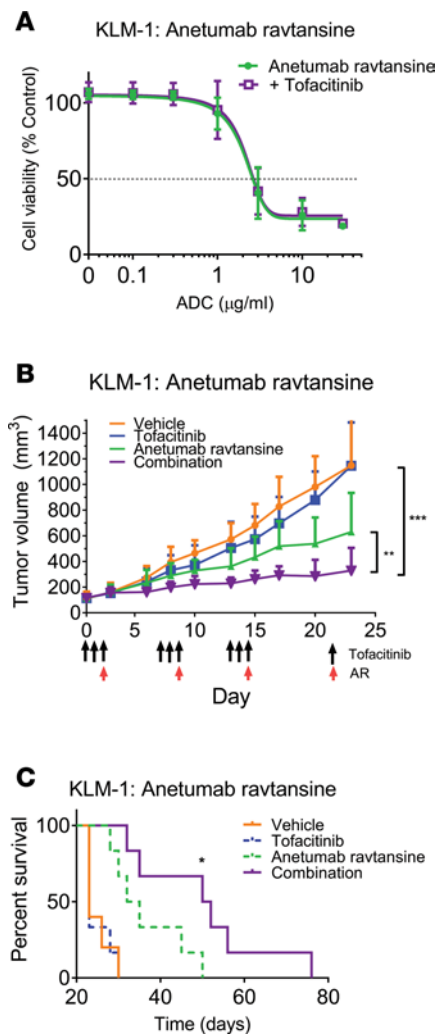 A
KLM-1: Anetumab ravtansine
Anetumab ravtansine
+ Tofacitinib
Cell viability (% Control)
100
50
0
0
0.1
1
10
ADC (µg/ml)
B
KLM-1: Anetumab ravtansine
Vehicle
Tofacitinib
Anetumab ravtansine
Combination
Tumor volume (mm³)
1400
1200
1000
800
600
400
200
0
**
***
0
5
10
15
20
25
Tofacitinib
AR
Day
C
KLM-1: Anetumab ravtansine
Vehicle
Tofacitinib
Anetumab ravtansine
Combination
Percent survival
100
50
0
*
20
40
60
80
Time (days)